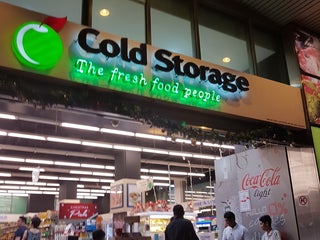 Cold Storage
The fresh food people
Coca-Cola
light